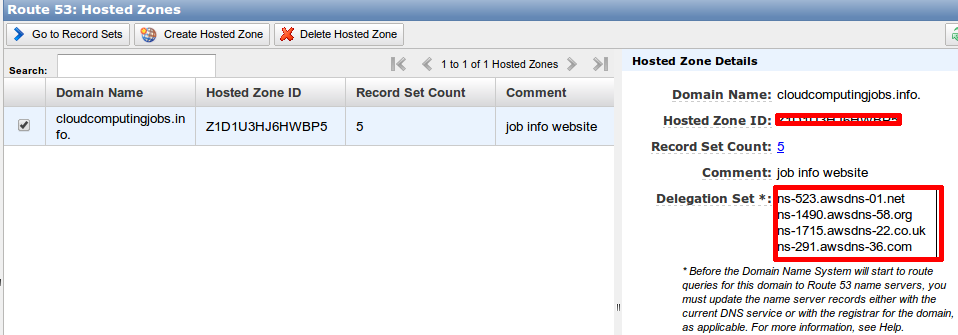 Route 53: Hosted Zones
Go to Record Sets Create Hosted Zone Delete Hosted Zone
Search:
1 to 1 of 1 Hosted Zones
Domain Name Hosted Zone ID Record Set Count Comment
cloudcomputingjobs.in
fo. Z1D1U3HJ6HWBP5 5 job info website
Hosted Zone Details
Domain Name: cloudcomputingjobs.info.
Hosted Zone ID:
Record Set Count: 5
Comment: job info website
Delegation Set *: ns-523.awsdns-01.net
ns-1490.awsdns-58.org
ns-1715.awsdns-22.co.uk
ns-291.awsdns-36.com
* Before the Domain Name System will start to route
queries for this domain to Route 53 name servers, you
must update the name server records either with the
current DNS service or with the registrar for the domain,
as applicable. For more information, see Help.